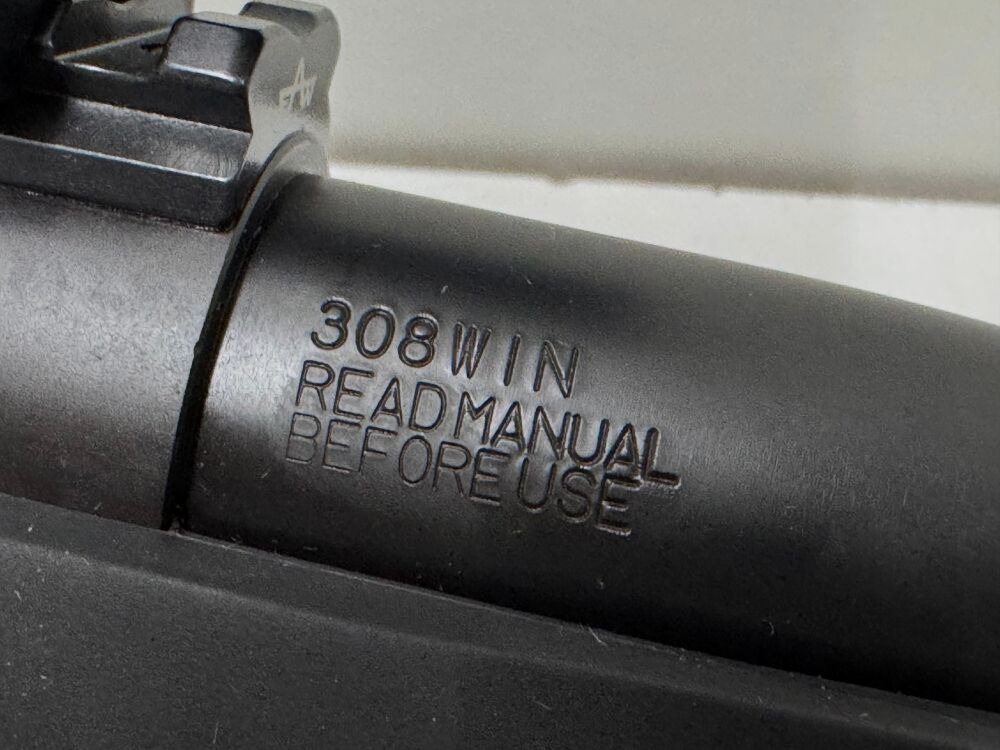 308 WIN
READ MANUAL
BEFORE USE